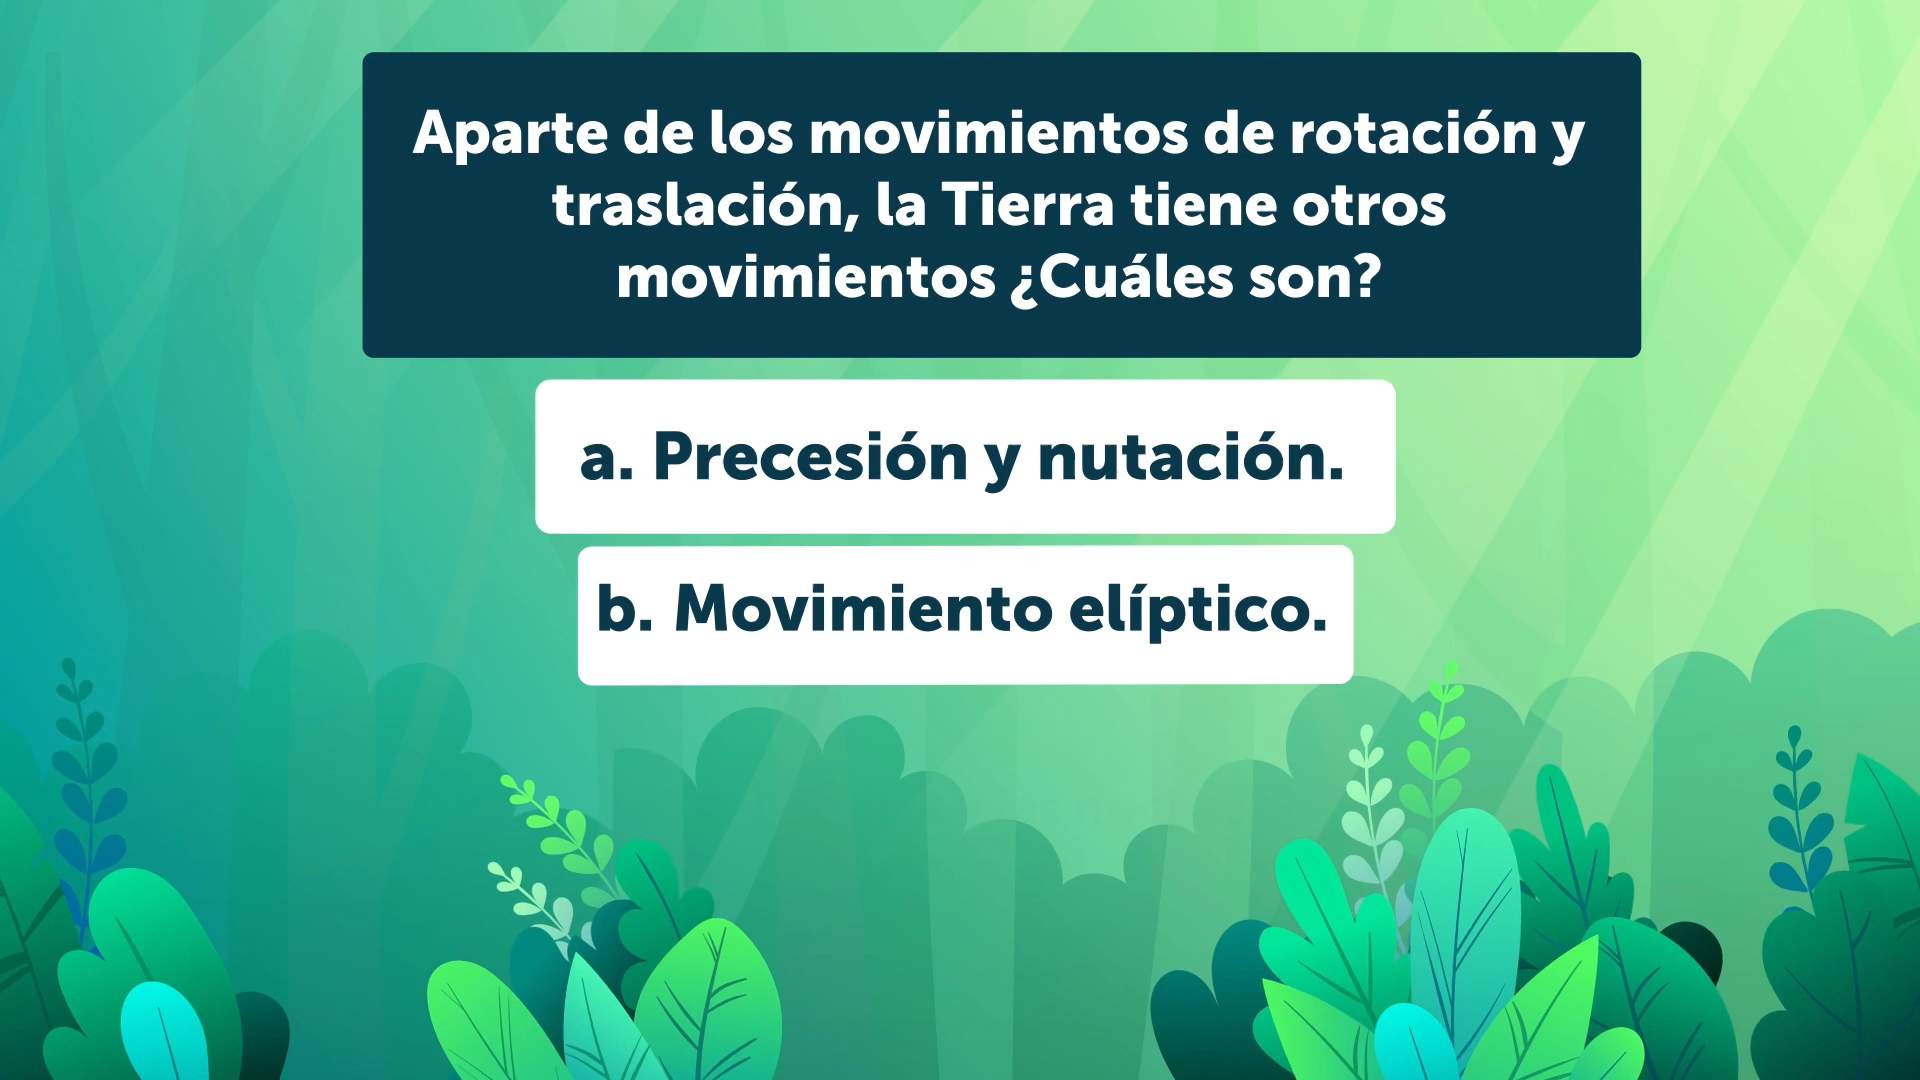 Aparte de los movimientos de rotación y
traslación, la Tierra tiene otros
movimientos ¿Cuáles son?
a. Precesión y nutación.
b. Movimiento elíptico.